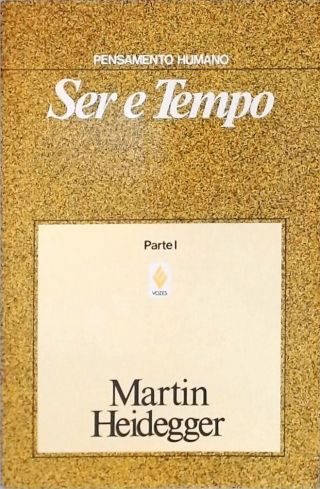 PENSAMENTO HUMANO
Ser e Tempo
Parte I
VOZES
Martin
Heidegger